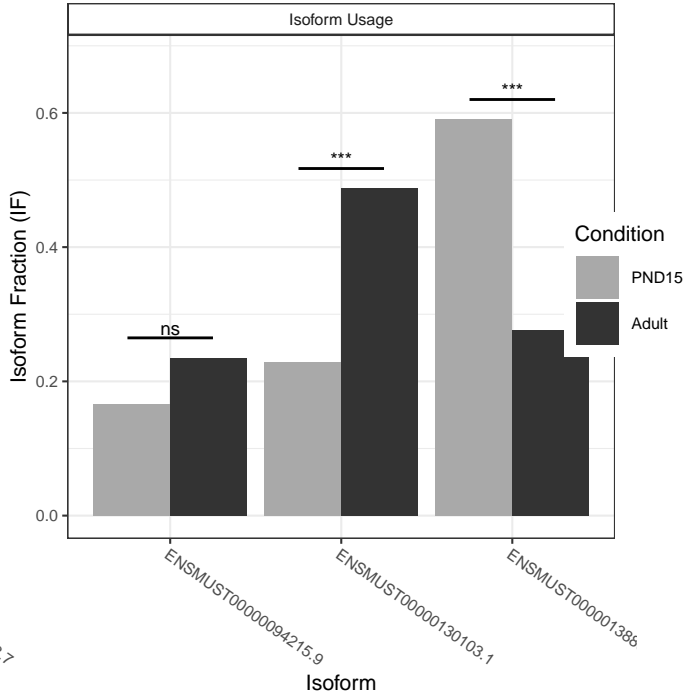 Isoform Usage
Isoform Fraction (IF)
0.6
0.4
0.2
0.0
***
***
ns
Condition
PND15
Adult
ENSMUST00000094215.9
ENSMUST00000130103.1
ENSMUST000001388
Isoform